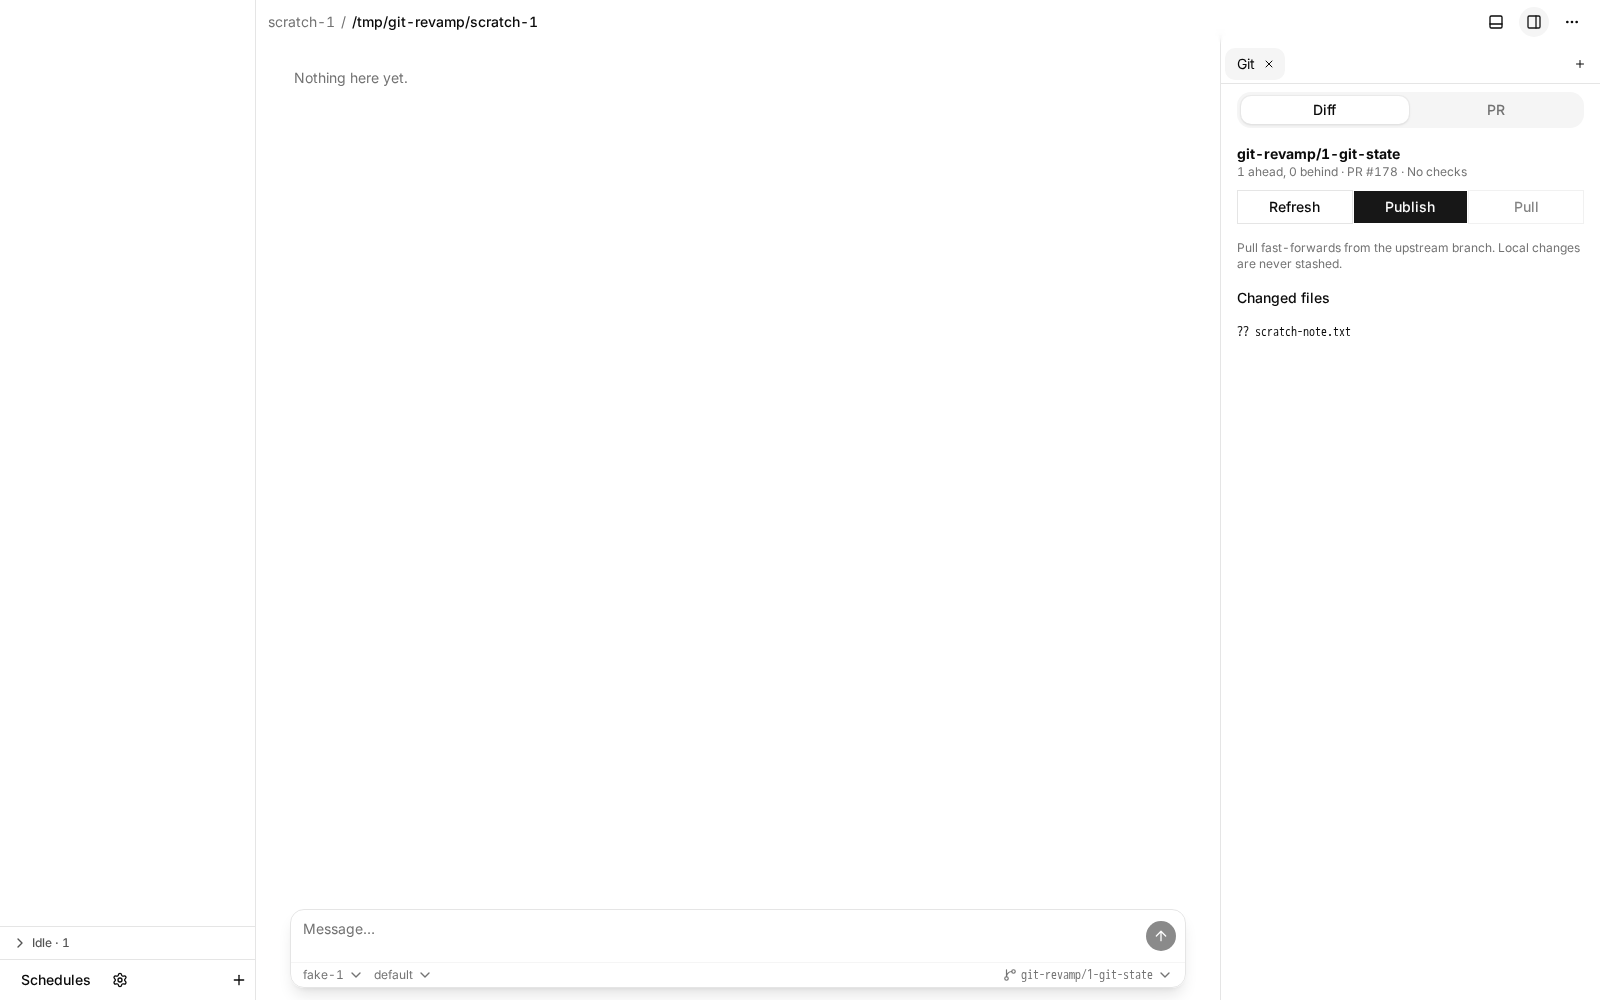 scratch-1 / /tmp/git-revamp/scratch-1
Git
Nothing here yet.
Diff
PR
git-revamp/1-git-state
1 ahead, 0 behind · PR #178 · No checks
Refresh
Publish
Pull
Pull fast-forwards from the upstream branch. Local changes
are never stashed.
Changed files
?? scratch-note.txt
Message...
fake-1
default
git-revamp/1-git-state
Idle · 1
Schedules